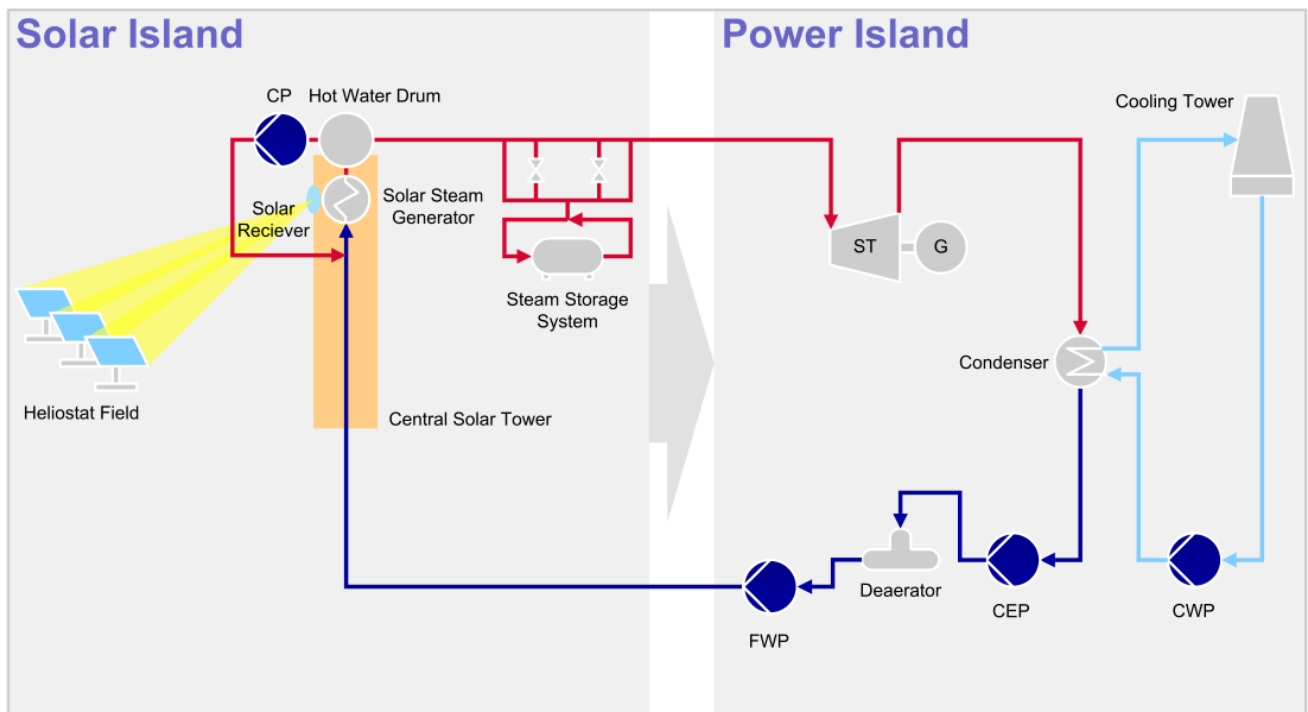 Solar Island
Power Island
CP
Hot Water Drum
Cooling Tower
Solar Steam
Generator
Solar
Reciever
ST
G
Steam Storage
System
Condenser
Heliostat Field
Central Solar Tower
Deaerator
CEP
CWP
FWP